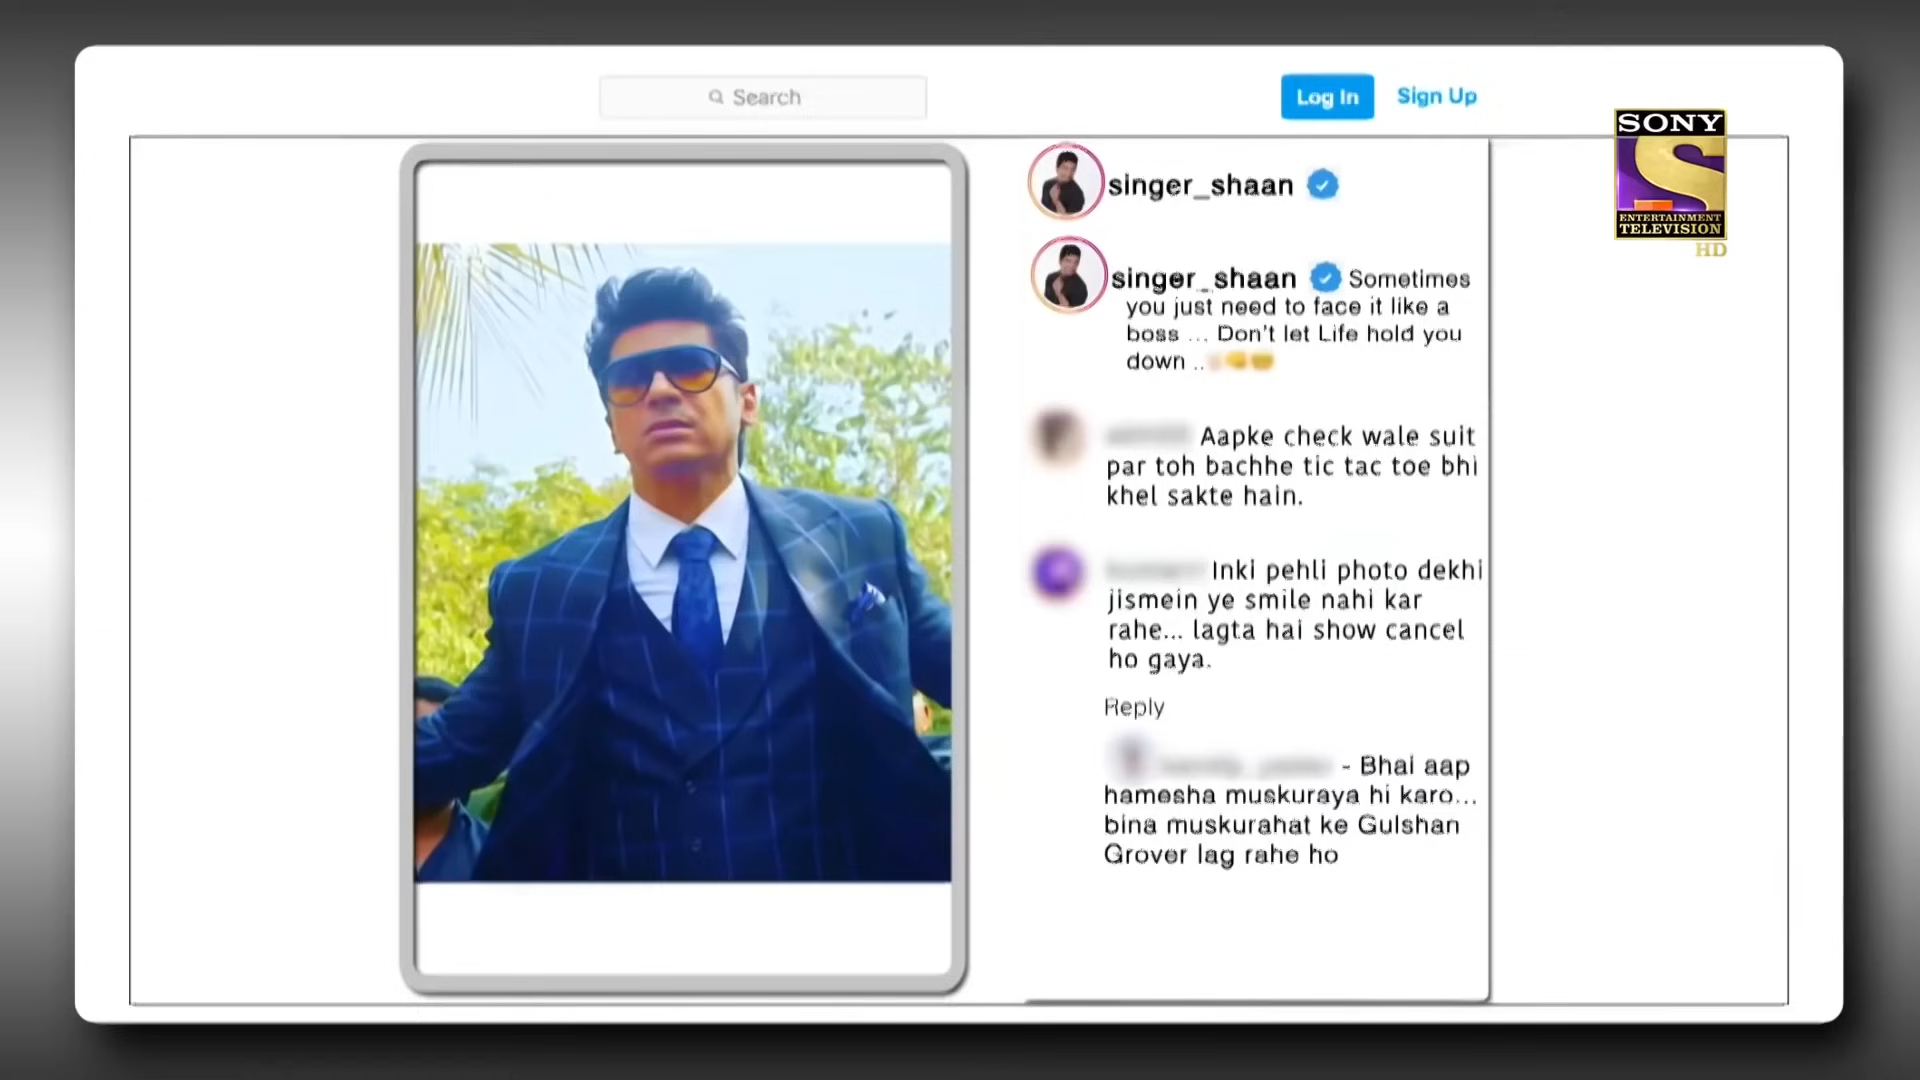 Search
Log In
Sign Up
SONY
ENTERTAINMENT
TELEVISION
HD
singer_shaan
singer_shaan Sometimes
you just need to face it like a
boss ... Don't let Life hold you
down ..
Aapke check wale suit
par toh bachhe tic tac toe bhi
khel sakte hain.
Inki pehli photo dekhi
jismein ye smile nahi kar
rahe... lagta hai show cancel
ho gaya.
Reply
- Bhai aap
hamesha muskuraya hi karo...
bina muskurahat ke Gulshan
Grover lag rahe ho